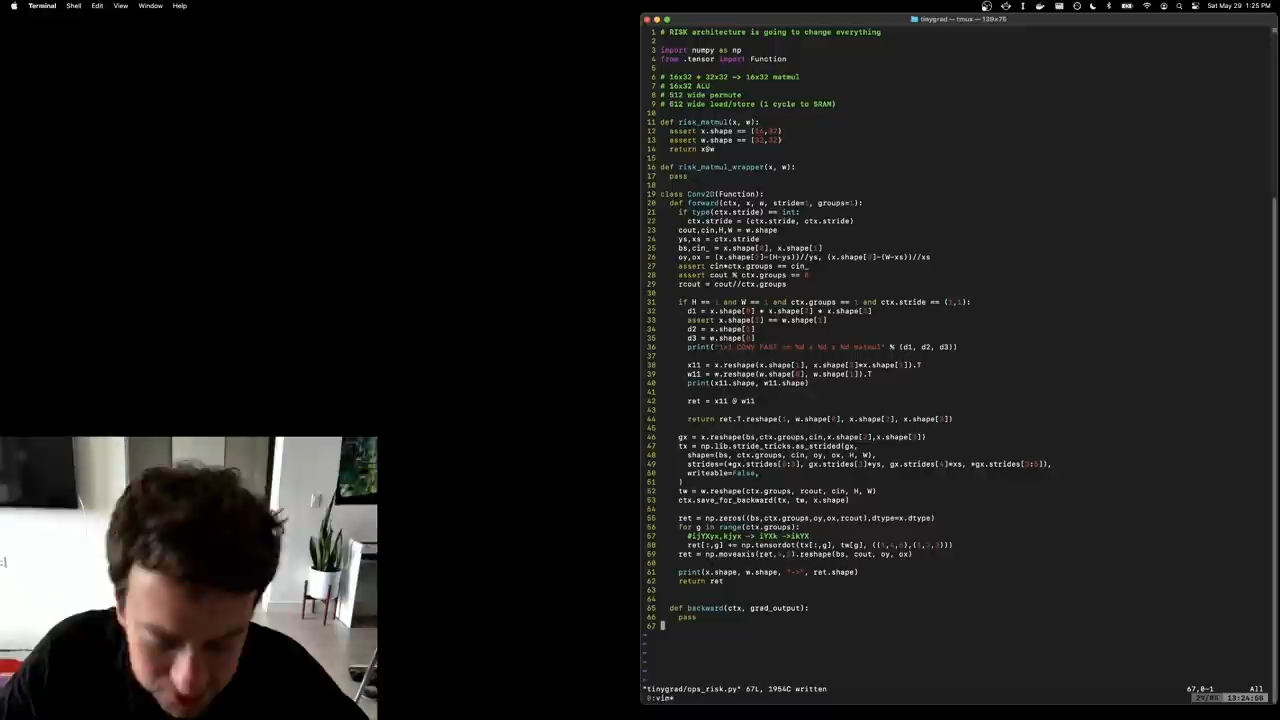 Terminal Shell Edit View Window Help
Sat May 29 1:25 PM
tinygrad — tmux — 139×75
1 # RISK architecture is going to change everything
2
3 import numpy as np
4 from .tensor import Function
5
6 # 16x32 * 32x32 -> 16x32 matmul
7 # 16x32 ALU
8 # 512 wide permute
9 # 512 wide load/store (1 cycle to SRAM)
10
11 def risk_matmul(x, w):
12 assert x.shape == (16,32)
13 assert w.shape == (32,32)
14 return x@w
15
16 def risk_matmul_wrapper(x, w):
17 pass
18
19 class Conv2D(Function):
20 def forward(ctx, x, w, stride=1, groups=1):
21 if type(ctx.stride) == int:
22 ctx.stride = (ctx.stride, ctx.stride)
23 cout,cin,H,W = w.shape
24 ys,xs = ctx.stride
25 bs,cin_ = x.shape[0], x.shape[1]
26 oy,ox = (x.shape[2]-(H-ys))//ys, (x.shape[3]-(W-xs))//xs
27 assert cin*ctx.groups == cin_
28 assert cout % ctx.groups == 0
29 rcout = cout//ctx.groups
30
31 if H == 1 and W == 1 and ctx.groups == 1 and ctx.stride == (1,1):
32 d1 = x.shape[0] * x.shape[2] * x.shape[3]
33 assert x.shape[1] == w.shape[1]
34 d2 = x.shape[1]
35 d3 = w.shape[0]
36 print("1x1 CONV FAST == %d x %d x %d matmul" % (d1, d2, d3))
37
38 x11 = x.reshape(x.shape[1], x.shape[2]*x.shape[3]).T
39 w11 = w.reshape(w.shape[0], w.shape[1]).T
40 print(x11.shape, w11.shape)
41
42 ret = x11 @ w11
43
44 return ret.T.reshape(1, w.shape[0], x.shape[2], x.shape[3])
45
46 gx = x.reshape(bs,ctx.groups,cin,x.shape[2],x.shape[3])
47 tx = np.lib.stride_tricks.as_strided(gx,
48 shape=(bs, ctx.groups, cin, oy, ox, H, W),
49 strides=(*gx.strides[0:3], gx.strides[3]*ys, gx.strides[4]*xs, *gx.strides[3:5]),
50 writeable=False,
51 )
52 tw = w.reshape(ctx.groups, rcout, cin, H, W)
53 ctx.save_for_backward(tx, tw, x.shape)
54
55 ret = np.zeros((bs,ctx.groups,oy,ox,rcout),dtype=x.dtype)
56 for g in range(ctx.groups):
57 #ijYXyx,kjyx -> iYXk ->ikYX
58 ret[:,g] += np.tensordot(tx[:,g], tw[g], ((1,4,5),(1,2,3)))
59 ret = np.moveaxis(ret,4,2).reshape(bs, cout, oy, ox)
60
61 print(x.shape, w.shape, "->", ret.shape)
62 return ret
63
64
65 def backward(ctx, grad_output):
66 pass
67
~
~
~
~
~
~
"tinygrad/ops_risk.py" 67L, 1954C written
67,0-1
All
0:vim*